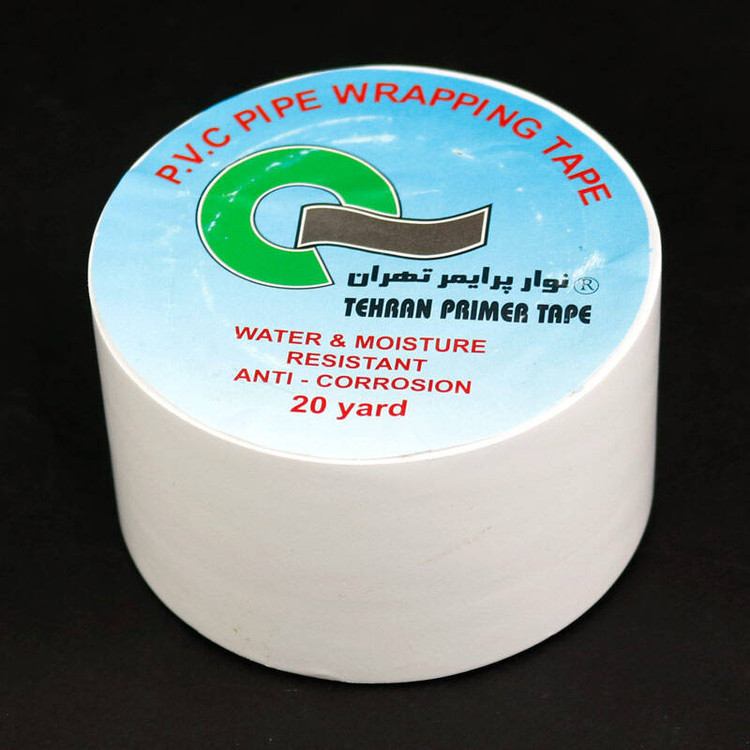 P.V.C PIPE WRAPPING TAPE
نوار پرایمر تهران ®
TEHRAN PRIMER TAPE
WATER & MOISTURE
RESISTANT
ANTI - CORROSION
20 yard